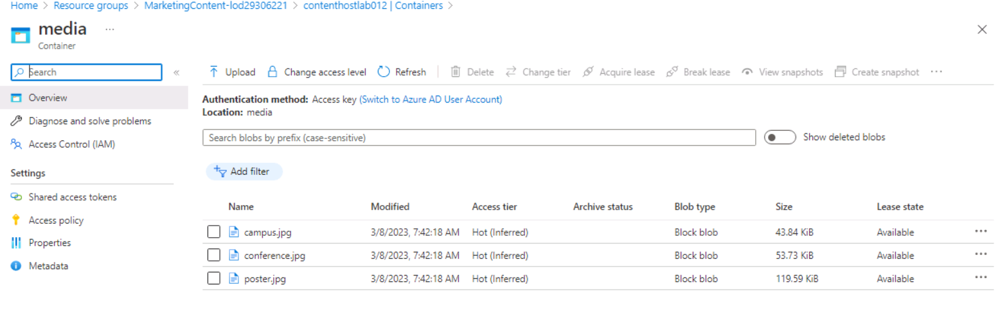 Home > Resource groups > MarketingContent-lod29306221 > contenthostlab012 | Containers >
media ...
Container
Search «
Upload Change access level Refresh Delete Change tier Acquire lease Break lease View snapshots Create snapshot ...
Overview
Diagnose and solve problems
Access Control (IAM)
Settings
Shared access tokens
Access policy
Properties
Metadata
Authentication method: Access key (Switch to Azure AD User Account)
Location: media
Search blobs by prefix (case-sensitive) Show deleted blobs
Add filter
Name Modified Access tier Archive status Blob type Size Lease state
campus.jpg 3/8/2023, 7:42:18 AM Hot (Inferred) Block blob 43.84 KiB Available ...
conference.jpg 3/8/2023, 7:42:18 AM Hot (Inferred) Block blob 53.73 KiB Available ...
poster.jpg 3/8/2023, 7:42:18 AM Hot (Inferred) Block blob 119.59 KiB Available ...